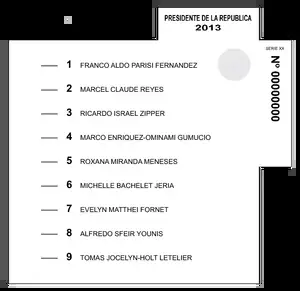 PRESIDENTE DE LA REPUBLICA
2013
SERIE XX
Nº 00000000
1 FRANCO ALDO PARISI FERNANDEZ
2 MARCEL CLAUDE REYES
3 RICARDO ISRAEL ZIPPER
4 MARCO ENRIQUEZ-OMINAMI GUMUCIO
5 ROXANA MIRANDA MENESES
6 MICHELLE BACHELET JERIA
7 EVELYN MATTHEI FORNET
8 ALFREDO SFEIR YOUNIS
9 TOMAS JOCELYN-HOLT LETELIER